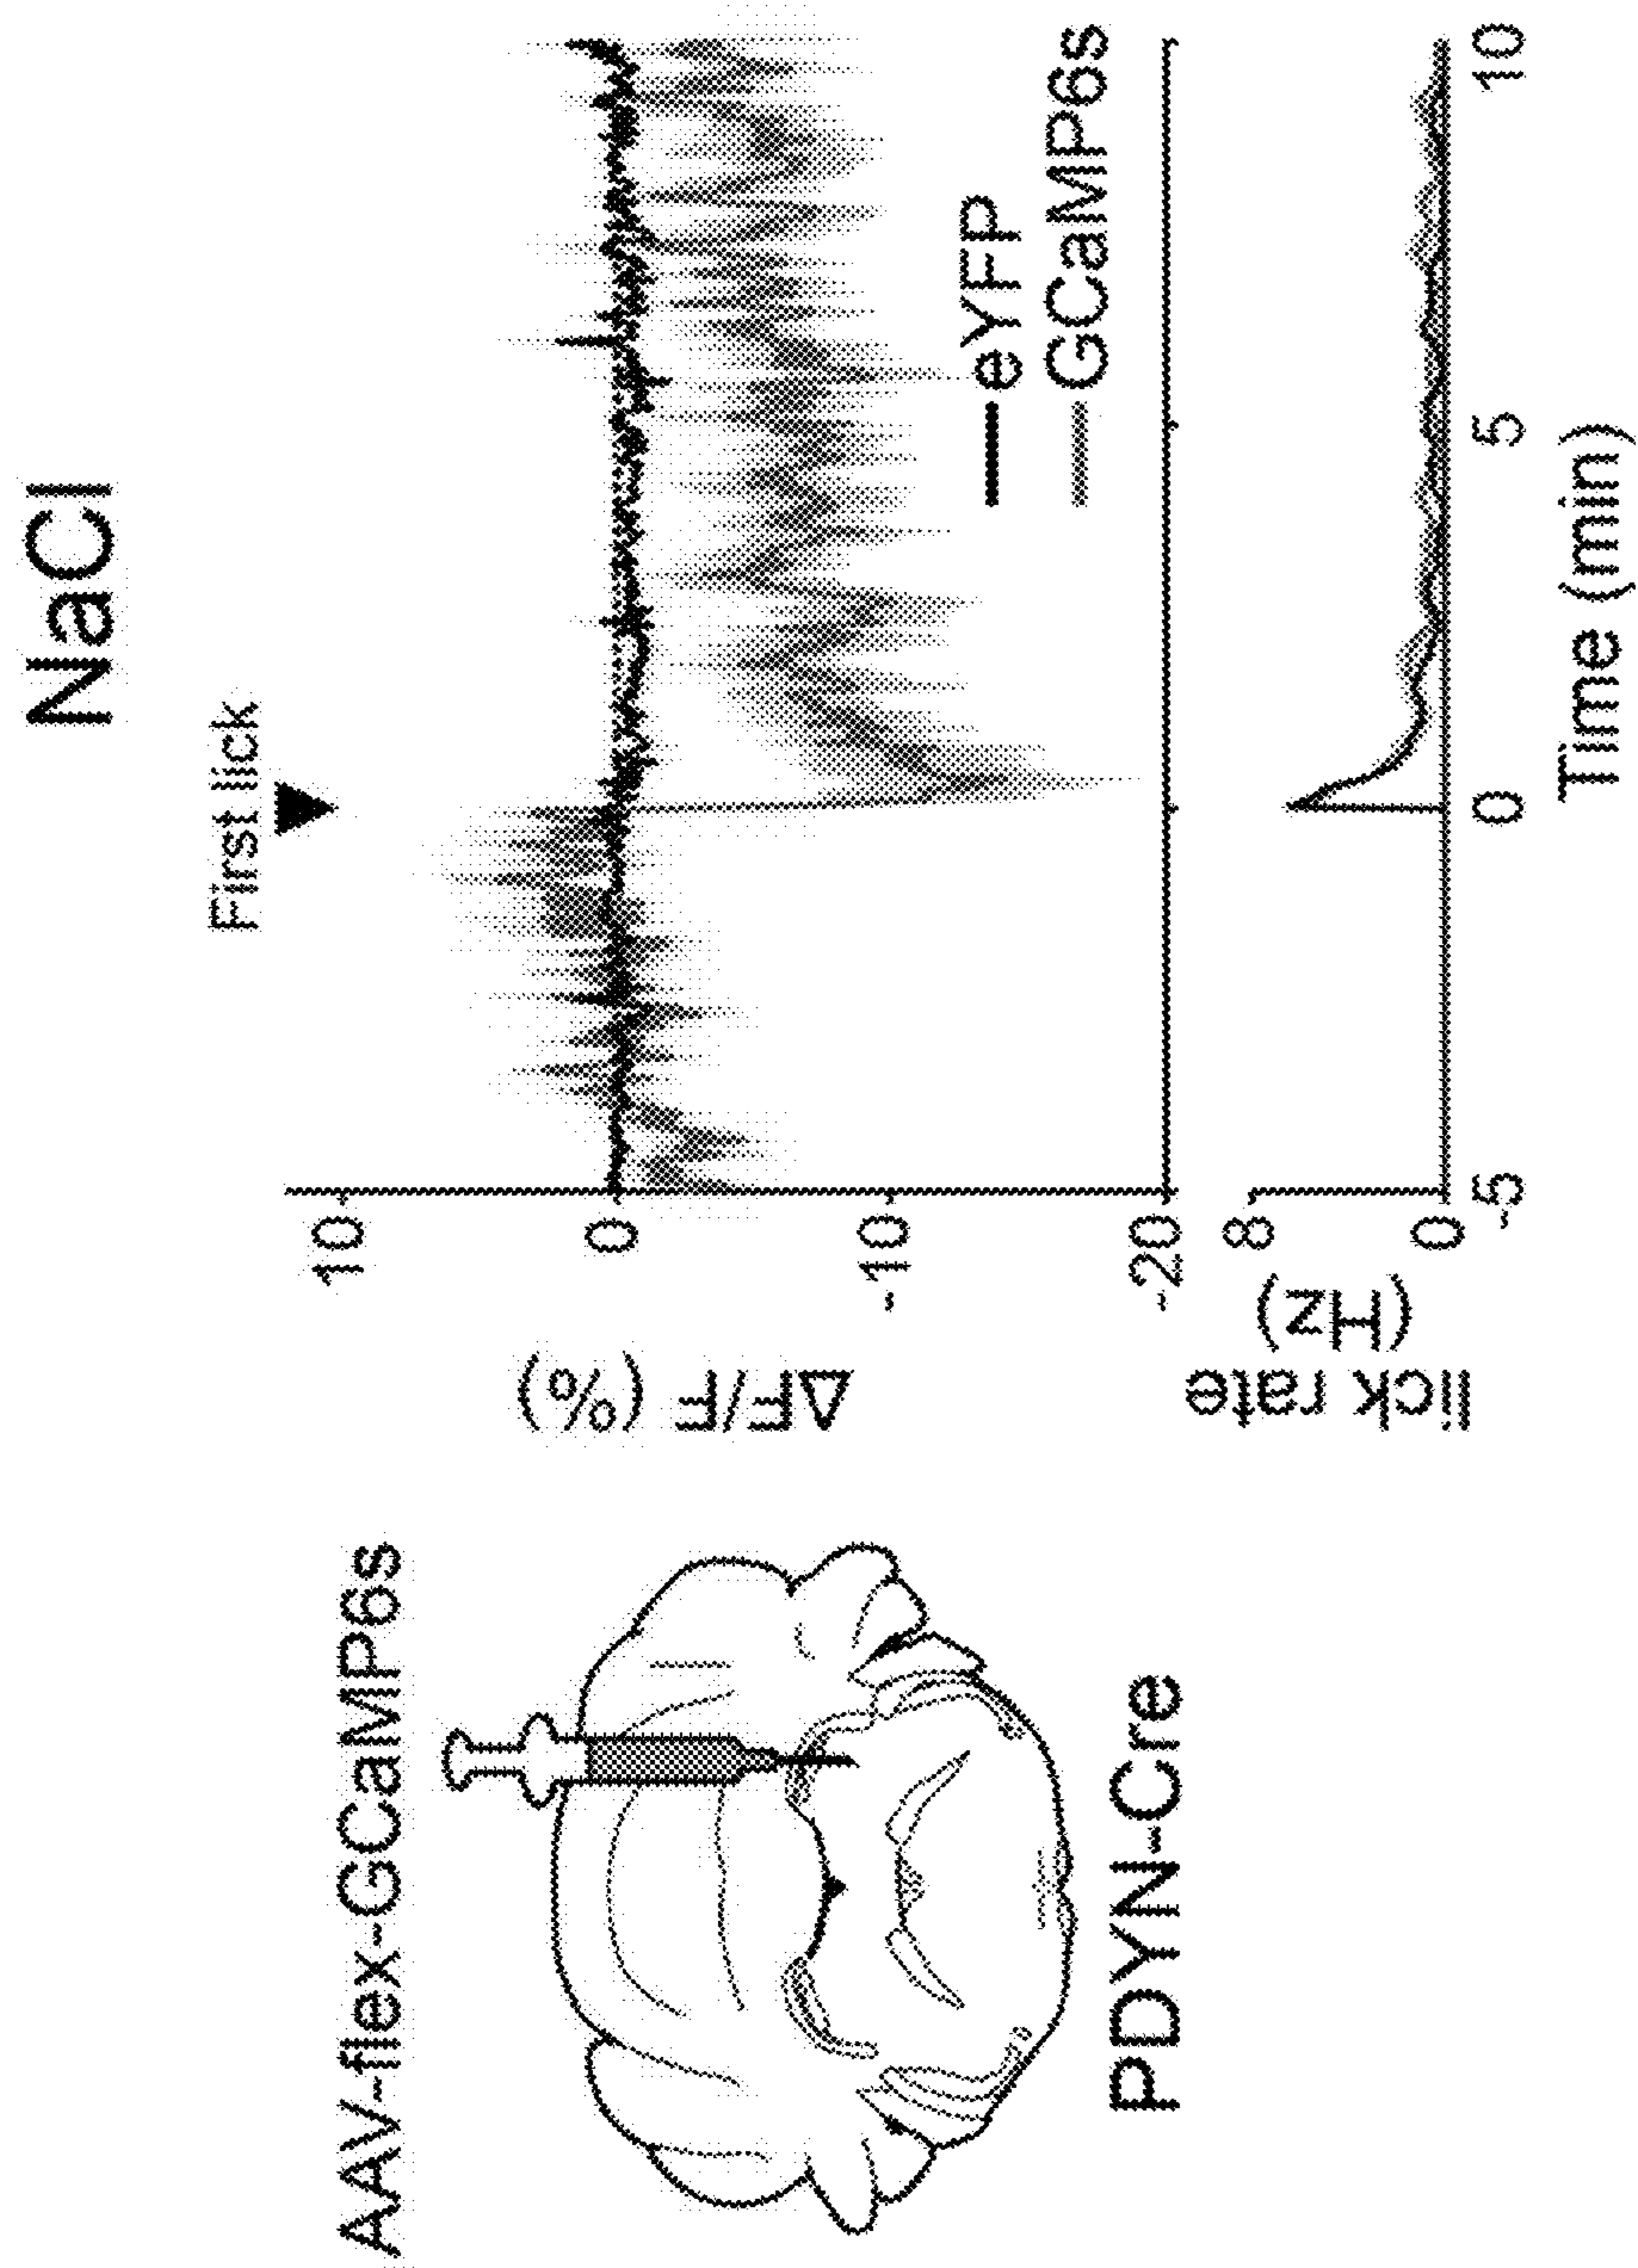 AAV-flex-GCaMP6s
PDYN-Cre
NaCl
First lick
ΔF/F (%)
10
0
-10
-20
eYFP
GCaMP6s
lick rate
(Hz)
8
0
-5
0
5
10
Time (min)